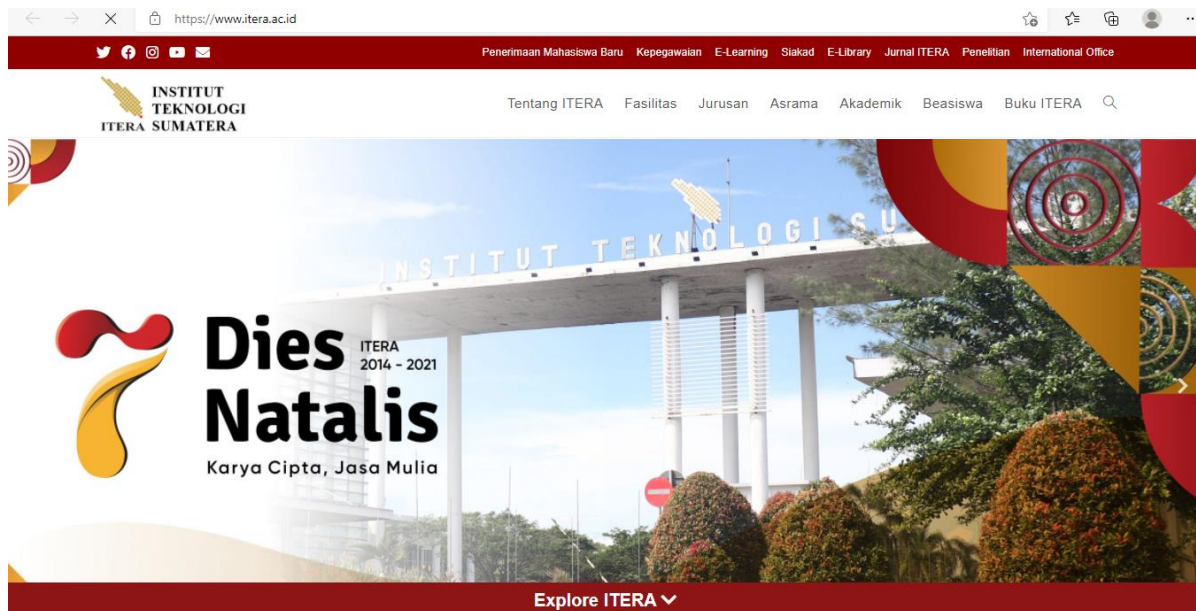 https://www.itera.ac.id
Penerimaan Mahasiswa Baru Kepegawaian E-Learning Siakad E-Library Jurnal ITERA Penelitian International Office
INSTITUT
TEKNOLOGI
ITERA SUMATERA
Tentang ITERA Fasilitas Jurusan Asrama Akademik Beasiswa Buku ITERA
INSTITUT TEKNOLOGI SU
7 Dies ITERA
2014 - 2021
Natalis
Karya Cipta, Jasa Mulia
Explore ITERA